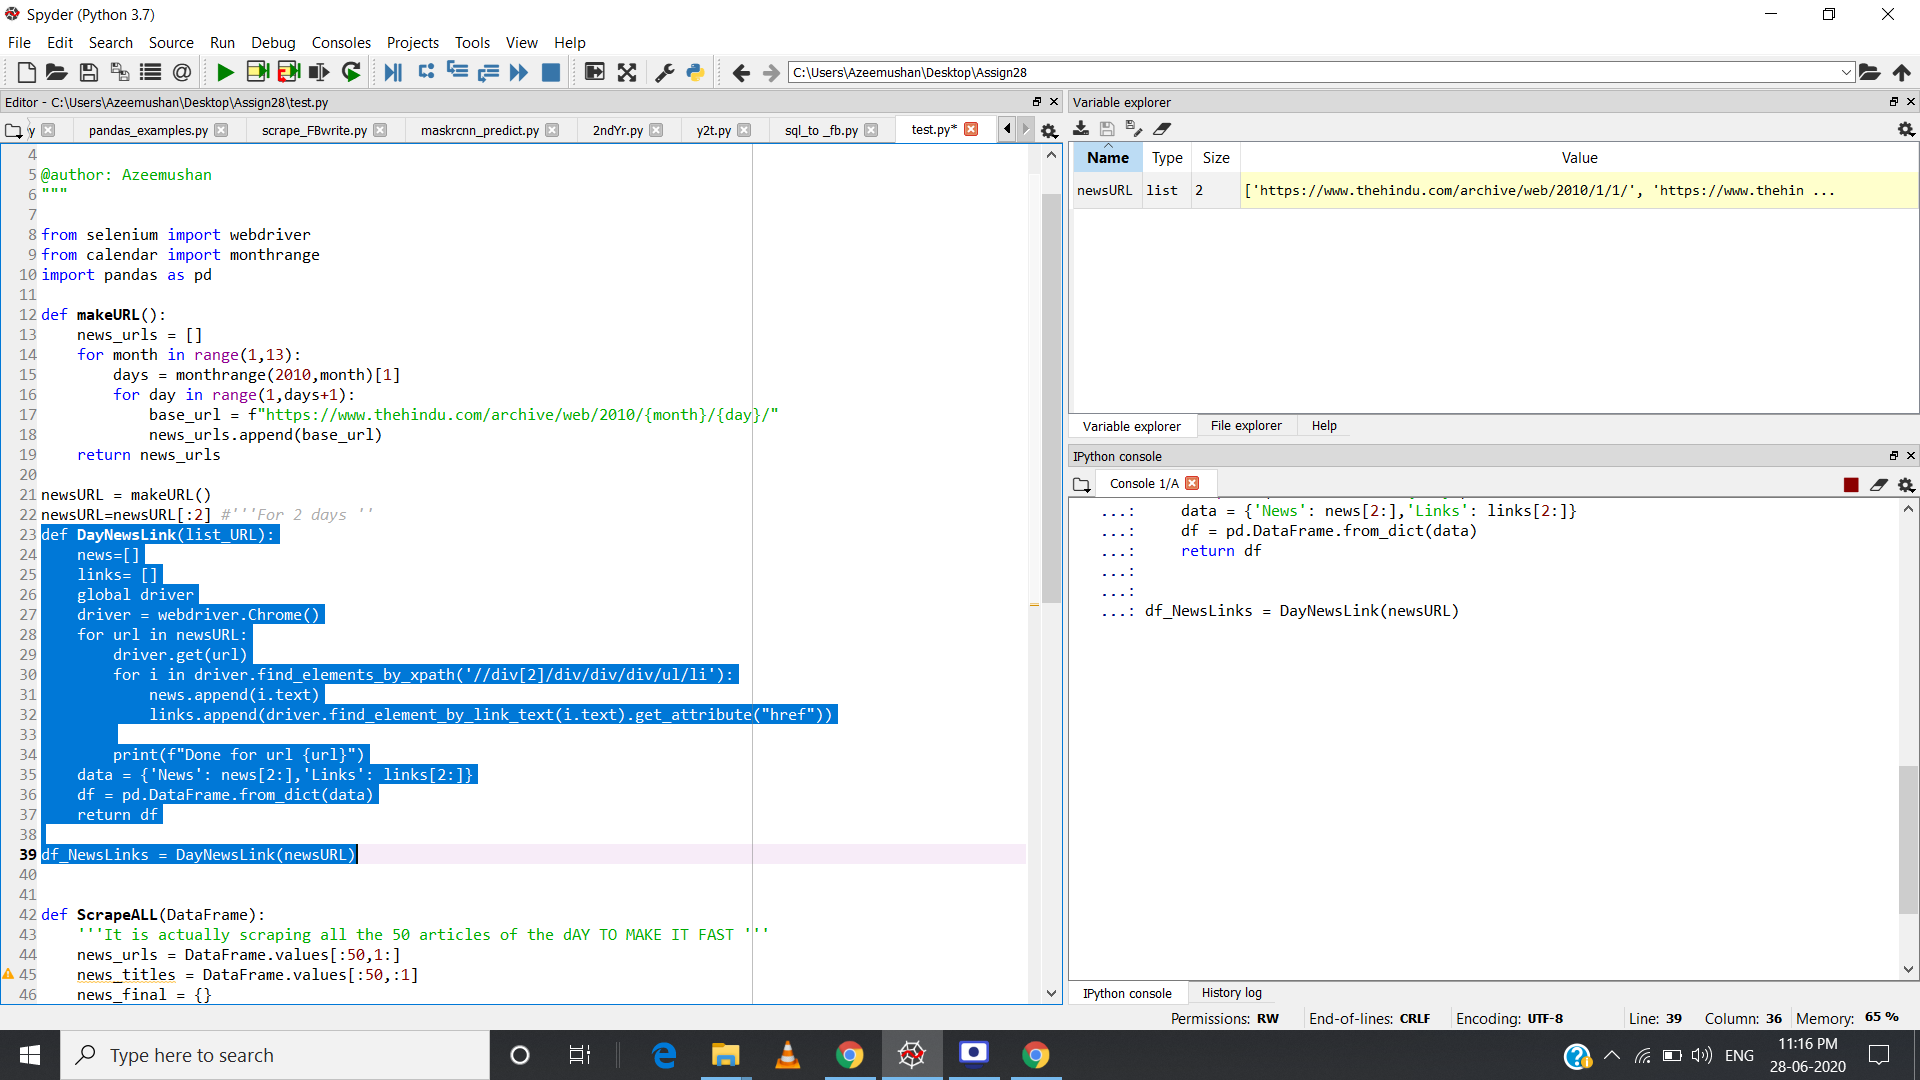 Spyder (Python 3.7)
File Edit Search Source Run Debug Consoles Projects Tools View Help
C:\Users\Azeemushan\Desktop\Assign28
Editor - C:\Users\Azeemushan\Desktop\Assign28\test.py
y pandas_examples.py scrape_FBwrite.py maskrcnn_predict.py 2ndYr.py y2t.py sql_to _fb.py test.py*
4
5 @author: Azeemushan
6 """
7
8 from selenium import webdriver
9 from calendar import monthrange
10 import pandas as pd
11
12 def makeURL():
13     news_urls = []
14     for month in range(1,13):
15         days = monthrange(2010,month)[1]
16         for day in range(1,days+1):
17             base_url = f"https://www.thehindu.com/archive/web/2010/{month}/{day}/"
18             news_urls.append(base_url)
19     return news_urls
20
21 newsURL = makeURL()
22 newsURL=newsURL[:2] #'''For 2 days ''
23 def DayNewsLink(list_URL):
24     news=[]
25     links= []
26     global driver
27     driver = webdriver.Chrome()
28     for url in newsURL:
29         driver.get(url)
30         for i in driver.find_elements_by_xpath('//div[2]/div/div/div/ul/li'):
31             news.append(i.text)
32             links.append(driver.find_element_by_link_text(i.text).get_attribute("href"))
33
34         print(f"Done for url {url}")
35     data = {'News': news[2:],'Links': links[2:]}
36     df = pd.DataFrame.from_dict(data)
37     return df
38
39 df_NewsLinks = DayNewsLink(newsURL)
40
41
42 def ScrapeALL(DataFrame):
43     '''It is actually scraping all the 50 articles of the dAY TO MAKE IT FAST '''
44     news_urls = DataFrame.values[:50,1:]
45     news_titles = DataFrame.values[:50,:1]
46     news_final = {}
Variable explorer
Name Type Size Value
newsURL list 2 ['https://www.thehindu.com/archive/web/2010/1/1/', 'https://www.thehin ...
Variable explorer File explorer Help
IPython console
Console 1/A
...:     data = {'News': news[2:],'Links': links[2:]}
...:     df = pd.DataFrame.from_dict(data)
...:     return df
...:
...:
...: df_NewsLinks = DayNewsLink(newsURL)
IPython console History log
Permissions: RW End-of-lines: CRLF Encoding: UTF-8 Line: 39 Column: 36 Memory: 65 %
Type here to search
ENG
11:16 PM
28-06-2020